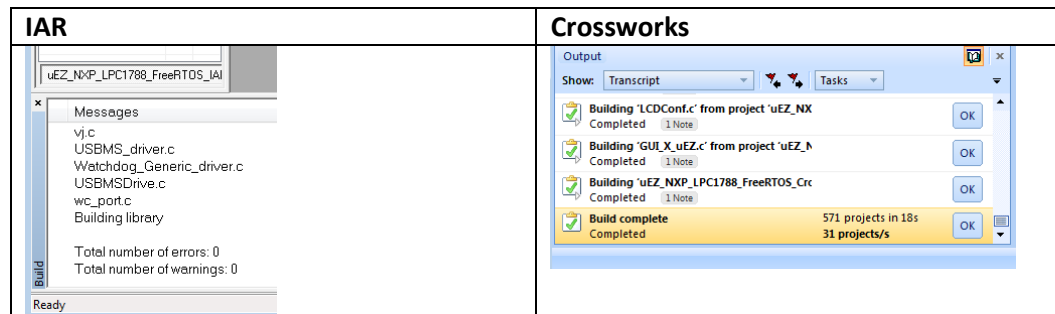 IAR
uEZ_NXP_LPC1788_FreeRTOS_IAI
Messages
vj.c
USBMS_driver.c
Watchdog_Generic_driver.c
USBMSDrive.c
wc_port.c
Building library
Total number of errors: 0
Total number of warnings: 0
Build
Ready
Crossworks
Output
Show: Transcript Tasks
Building 'LCDConf.c' from project 'uEZ_NX
Completed 1 Note
OK
Building 'GUI_X_uEZ.c' from project 'uEZ_N
Completed 1 Note
OK
Building 'uEZ_NXP_LPC1788_FreeRTOS_Crc
Completed 1 Note
OK
Build complete 571 projects in 18s
Completed 31 projects/s
OK